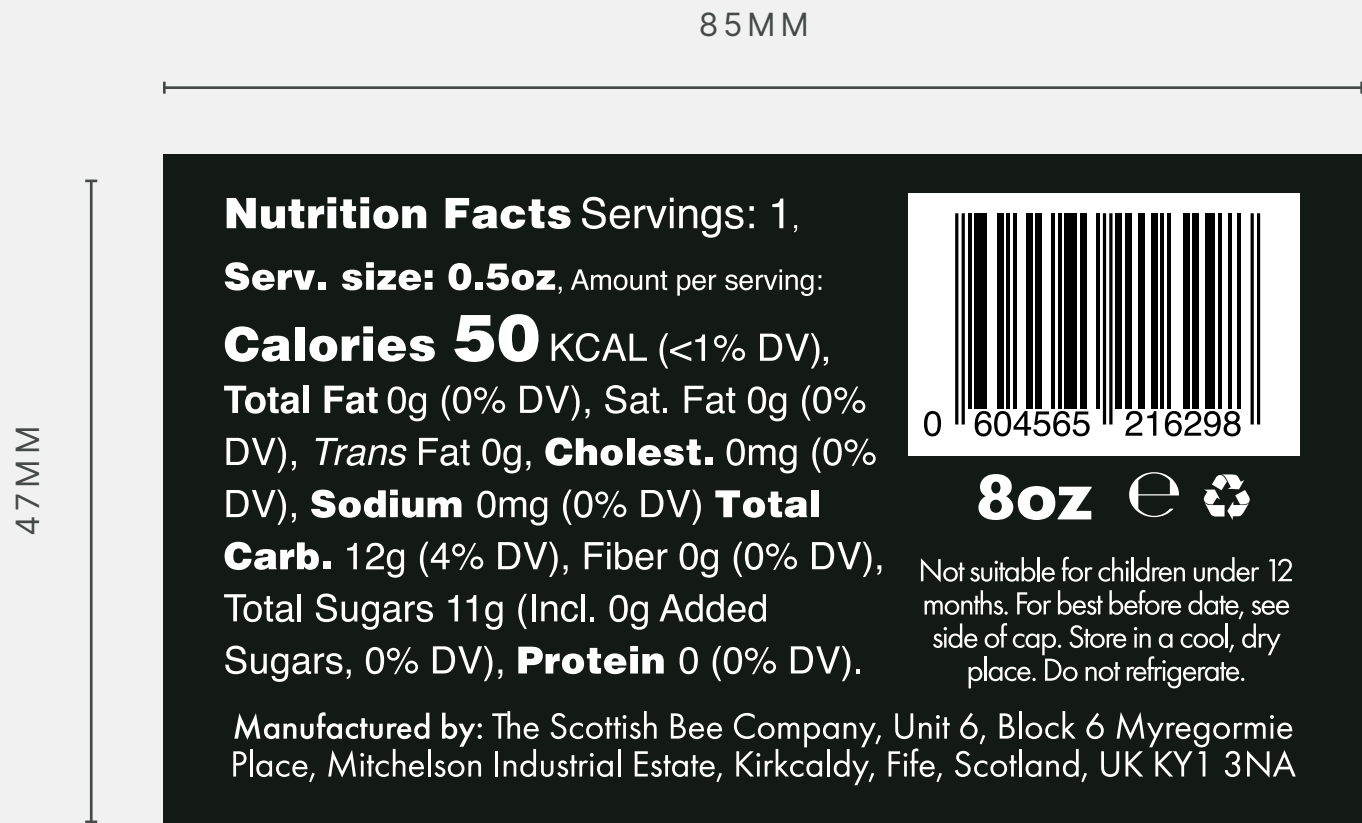 85MM
47MM
Nutrition Facts Servings: 1,
Serv. size: 0.5oz, Amount per serving:
Calories 50 KCAL (<1% DV),
Total Fat 0g (0% DV), Sat. Fat 0g (0%
DV), Trans Fat 0g, Cholest. 0mg (0%
DV), Sodium 0mg (0% DV) Total
Carb. 12g (4% DV), Fiber 0g (0% DV),
Total Sugars 11g (Incl. 0g Added
Sugars, 0% DV), Protein 0 (0% DV).
0 604565 216298
8oz ℮
Not suitable for children under 12
months. For best before date, see
side of cap. Store in a cool, dry
place. Do not refrigerate.
Manufactured by: The Scottish Bee Company, Unit 6, Block 6 Myregormie
Place, Mitchelson Industrial Estate, Kirkcaldy, Fife, Scotland, UK KY1 3NA